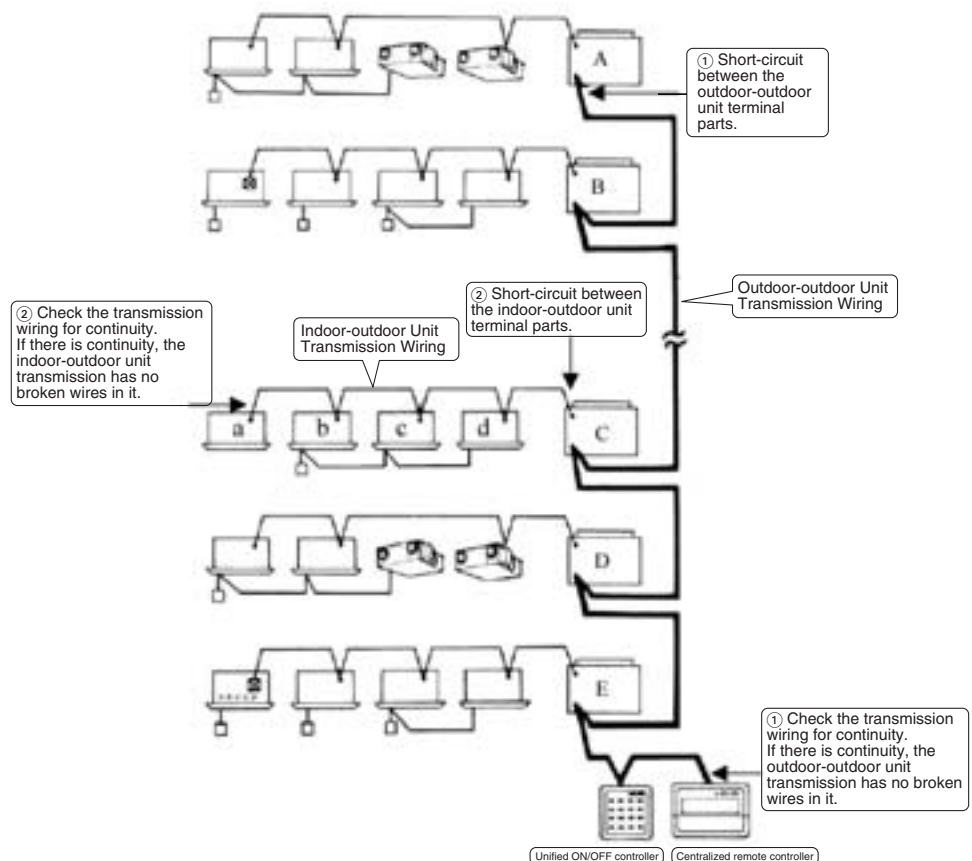 A
① Short-circuit
between the
outdoor-outdoor
unit terminal
parts.
B
Outdoor-outdoor Unit
Transmission Wiring
② Short-circuit between
the indoor-outdoor unit
terminal parts.
② Check the transmission
wiring for continuity.
If there is continuity, the
indoor-outdoor unit
transmission has no
broken wires in it.
Indoor-outdoor Unit
Transmission Wiring
a b c d C
D
E
① Check the transmission
wiring for continuity.
If there is continuity, the
outdoor-outdoor unit
transmission has no broken
wires in it.
Unified ON/OFF controller
Centralized remote controller